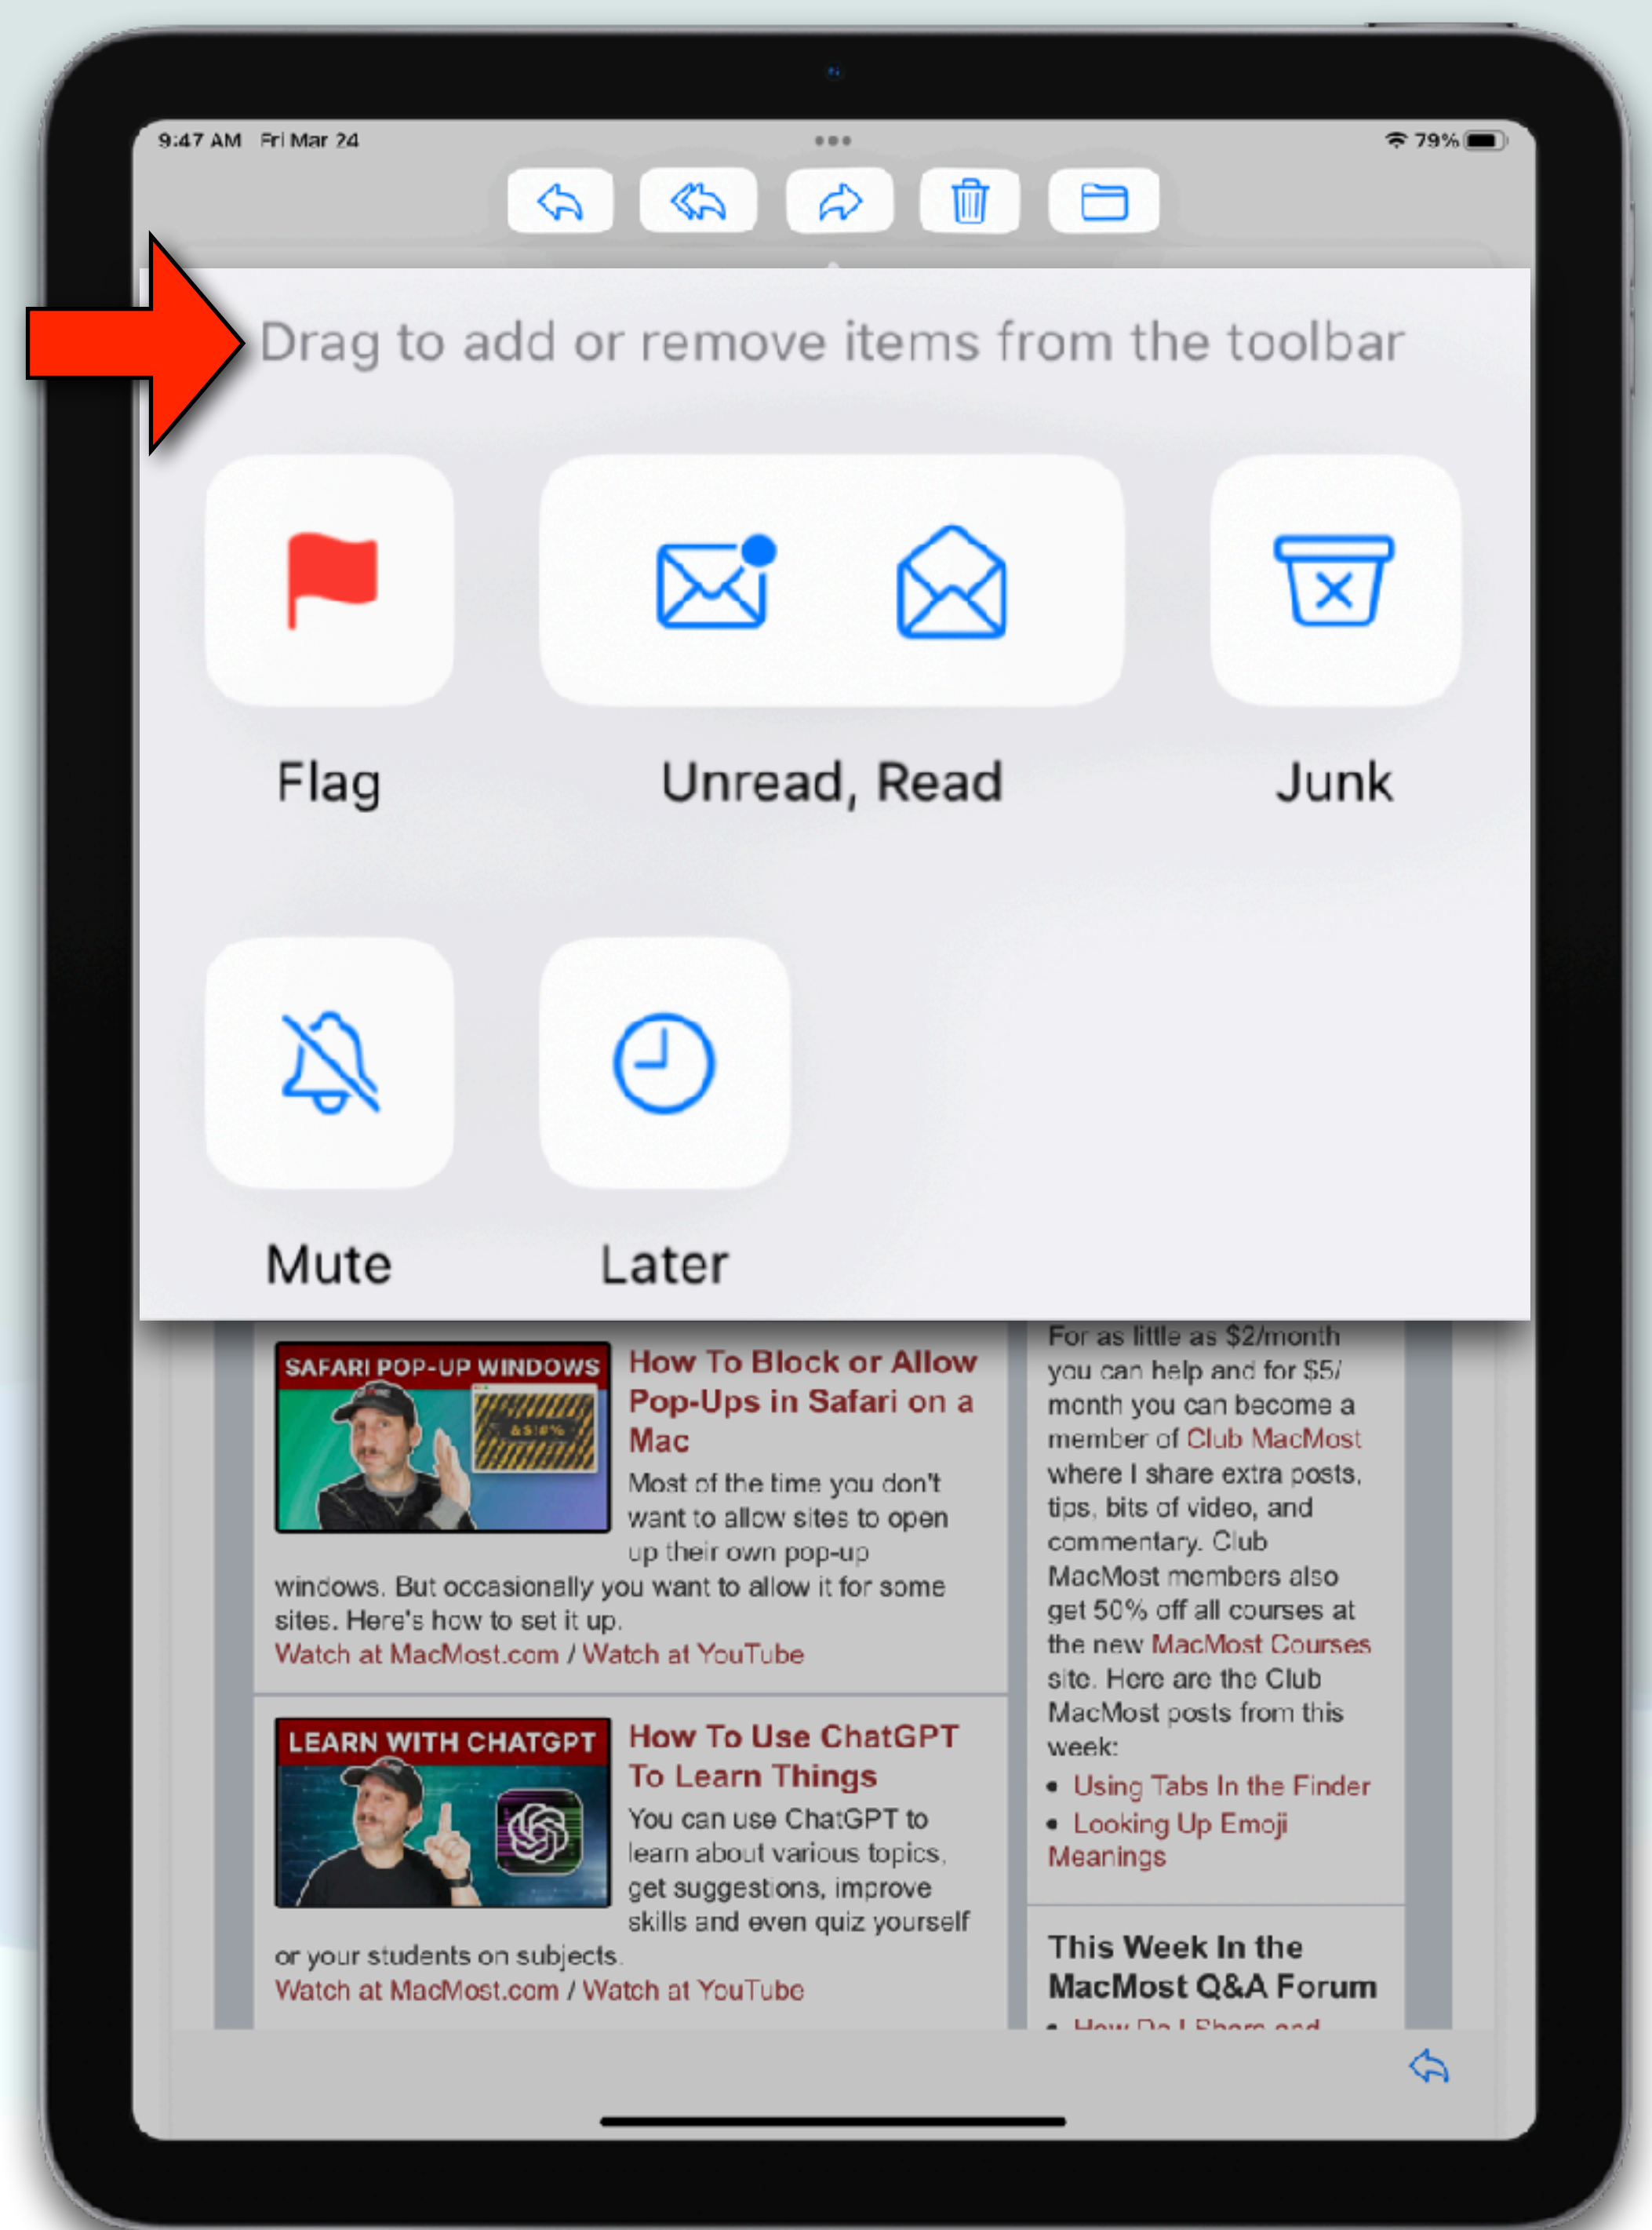 9:47 AM Fri Mar 24
79%
Drag to add or remove items from the toolbar
Flag
Unread, Read
Junk
Mute
Later
SAFARI POP-UP WINDOWS
&$!#%
How To Block or Allow
Pop-Ups in Safari on a
Mac
Most of the time you don't
want to allow sites to open
up their own pop-up
windows. But occasionally you want to allow it for some
sites. Here's how to set it up.
Watch at MacMost.com / Watch at YouTube
LEARN WITH CHATGPT
How To Use ChatGPT
To Learn Things
You can use ChatGPT to
learn about various topics,
get suggestions, improve
skills and even quiz yourself
or your students on subjects.
Watch at MacMost.com / Watch at YouTube
For as little as $2/month
you can help and for $5/
month you can become a
member of Club MacMost
where I share extra posts,
tips, bits of video, and
commentary. Club
MacMost members also
get 50% off all courses at
the new MacMost Courses
site. Here are the Club
MacMost posts from this
week:
• Using Tabs In the Finder
• Looking Up Emoji
Meanings
This Week In the
MacMost Q&A Forum
• How Do I Share and